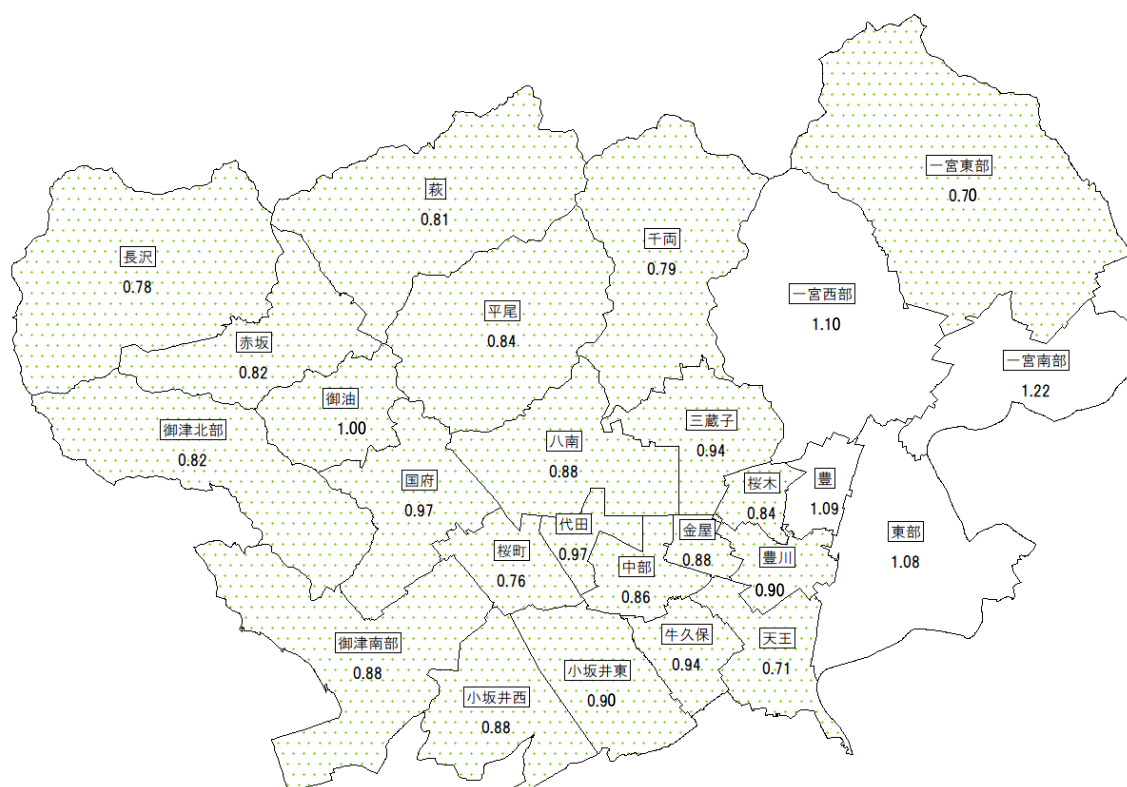 一宮東部
0.70
萩
0.81
千両
0.79
長沢
0.78
一宮西部
1.10
平尾
0.84
赤坂
0.82
一宮南部
1.22
御油
1.00
御津北部
0.82
三蔵子
0.94
八南
0.88
国府
0.97
桜木
0.84
豊
1.09
東部
1.08
代田
0.97
金屋
0.88
桜町
0.76
中部
0.86
豊川
0.90
御津南部
0.88
牛久保
0.94
天王
0.71
小坂井東
0.90
小坂井西
0.88